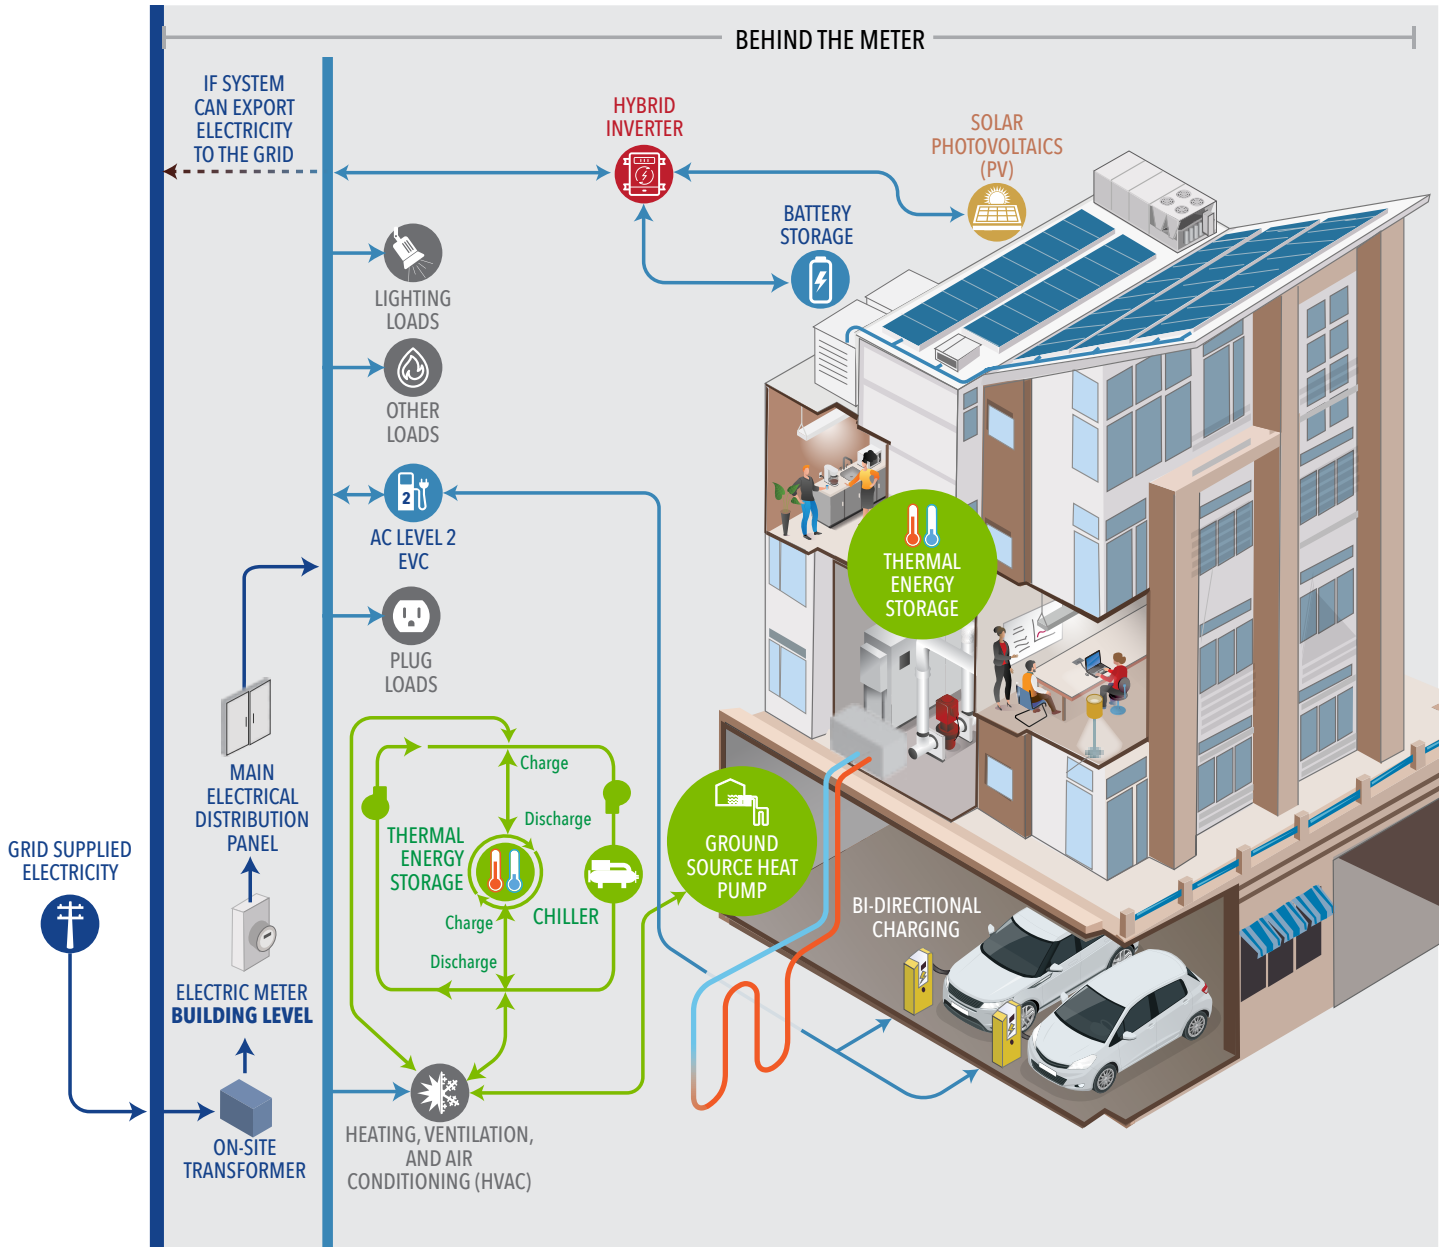 BEHIND THE METER
IF SYSTEM
CAN EXPORT
ELECTRICITY
TO THE GRID
HYBRID
INVERTER
SOLAR
PHOTOVOLTAICS
(PV)
BATTERY
STORAGE
LIGHTING
LOADS
OTHER
LOADS
2
AC LEVEL 2
EVC
PLUG
LOADS
THERMAL
ENERGY
STORAGE
MAIN
ELECTRICAL
DISTRIBUTION
PANEL
GRID SUPPLIED
ELECTRICITY
ELECTRIC METER
BUILDING LEVEL
ON-SITE
TRANSFORMER
Charge
Discharge
THERMAL
ENERGY
STORAGE
CHILLER
Charge
Discharge
GROUND
SOURCE HEAT
PUMP
BI-DIRECTIONAL
CHARGING
HEATING, VENTILATION,
AND AIR
CONDITIONING (HVAC)